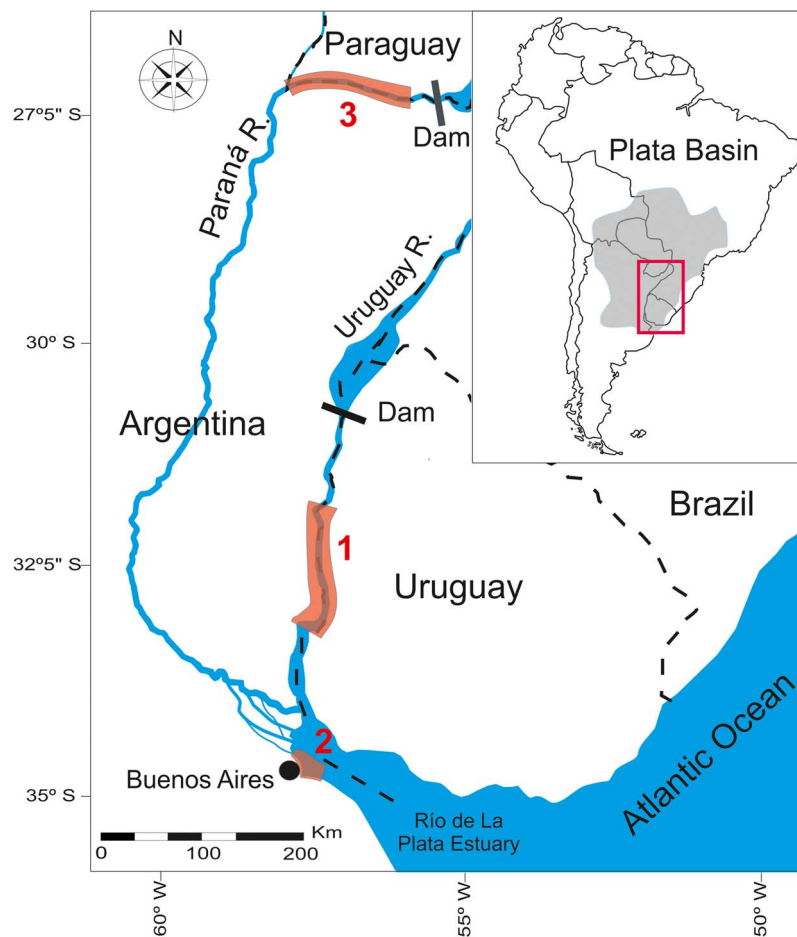 N
Paraguay
27°5" S
3
Dam
Paraná R.
Plata Basin
Uruguay R.
30° S
Dam
Argentina
Brazil
1
32°5" S
Uruguay
Atlantic Ocean
2
Buenos Aires
35° S
Río de La
Plata Estuary
Km
0 100 200
60° W
55° W
50° W